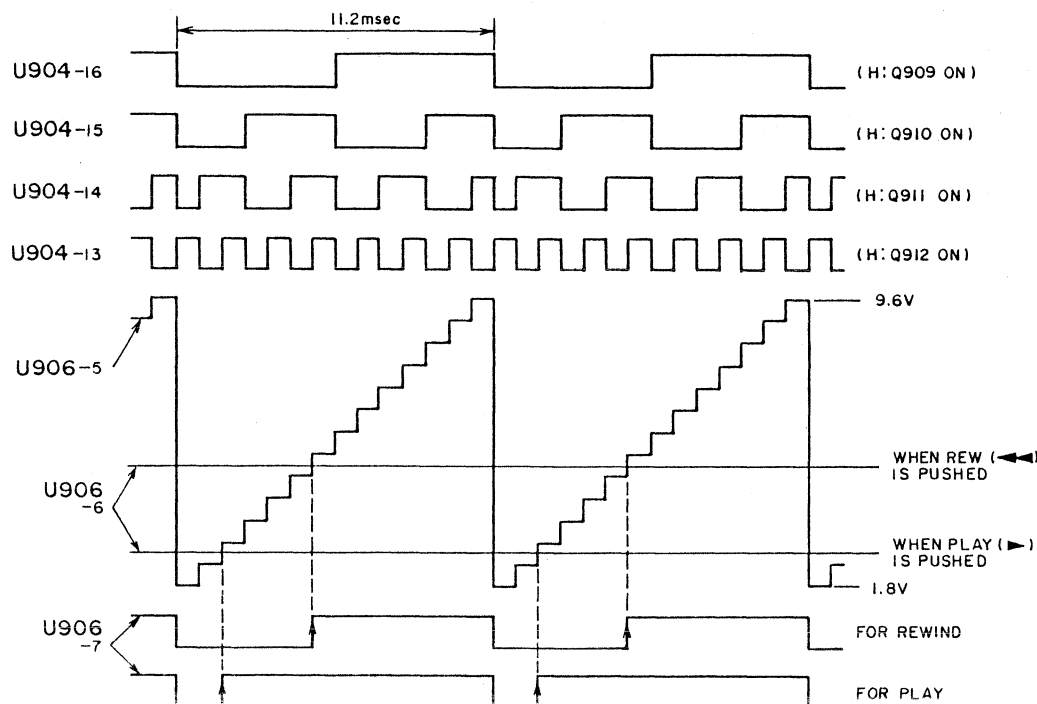 11.2msec
U904-16
(H: Q909 ON)
U904-15
(H: Q910 ON)
U904-14
(H: Q911 ON)
U904-13
(H: Q912 ON)
9.6V
U906-5
WHEN REW (◄◄)
IS PUSHED
U906
-6
WHEN PLAY (►)
IS PUSHED
1.8V
U906
-7
FOR REWIND
FOR PLAY